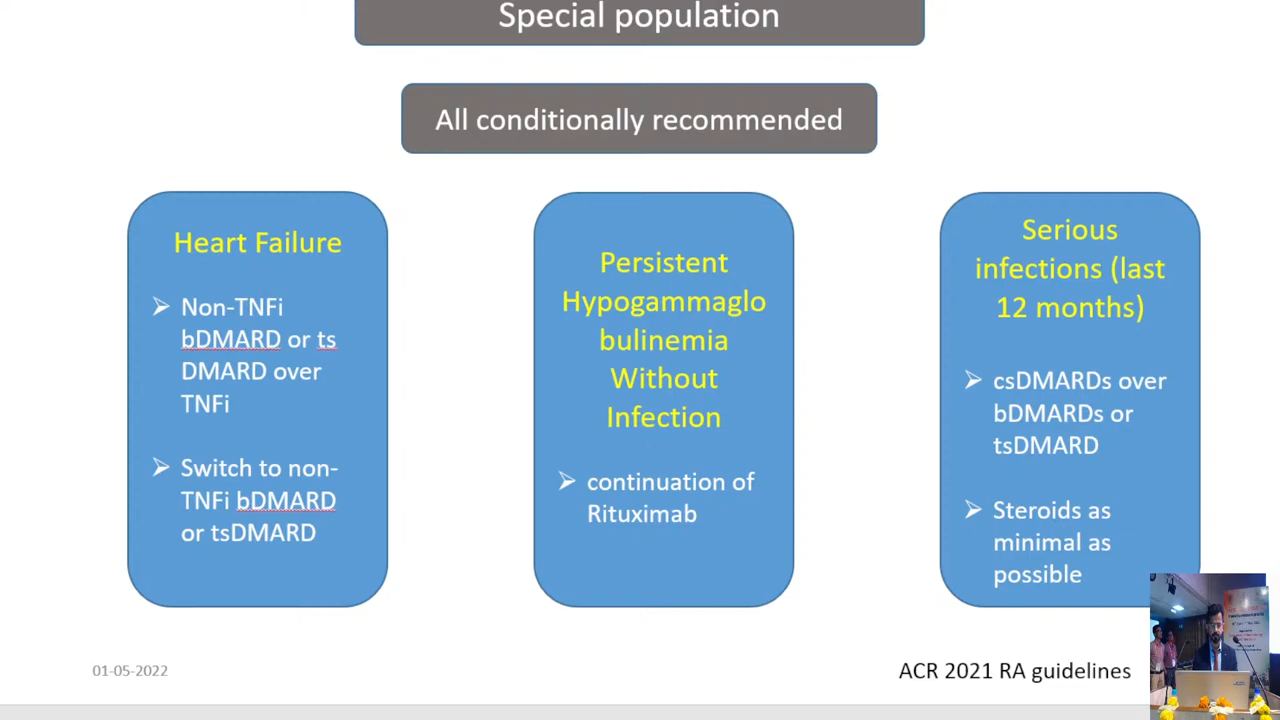 Special population
All conditionally recommended
Heart Failure
➢ Non-TNFi
bDMARD or ts
DMARD over
TNFi
➢ Switch to non-
TNFi bDMARD
or tsDMARD
Persistent
Hypogammaglo
bulinemia
Without
Infection
➢ continuation of
Rituximab
Serious
infections (last
12 months)
➢ csDMARDs over
bDMARDs or
tsDMARD
➢ Steroids as
minimal as
possible
01-05-2022
ACR 2021 RA guidelines